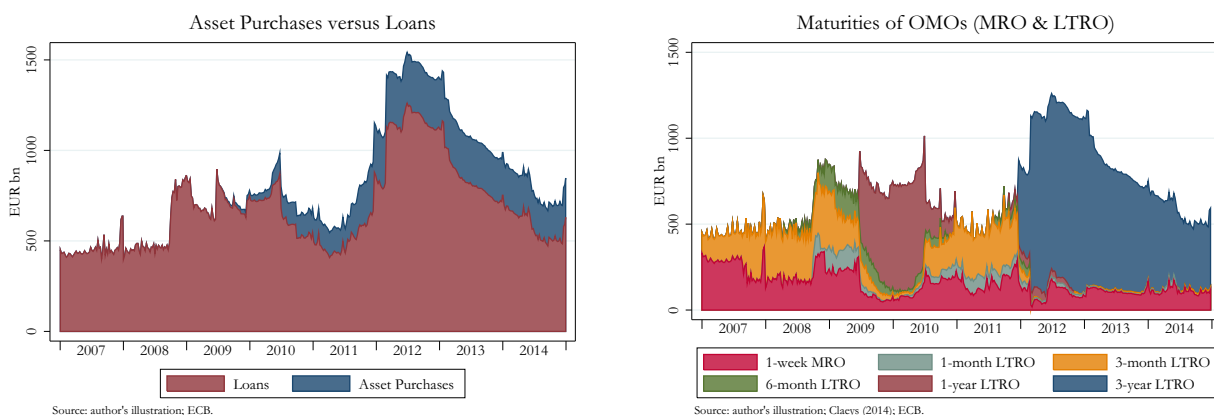 Asset Purchases versus Loans
EUR bn
1500
1000
500
0
2007 2008 2009 2010 2011 2012 2013 2014
Loans Asset Purchases
Source: author's illustration; ECB.
Maturities of OMOs (MRO & LTRO)
EUR bn
1500
1000
500
0
2007 2008 2009 2010 2011 2012 2013 2014
1-week MRO 1-month LTRO 3-month LTRO
6-month LTRO 1-year LTRO 3-year LTRO
Source: author's illustration; Claeys (2014); ECB.